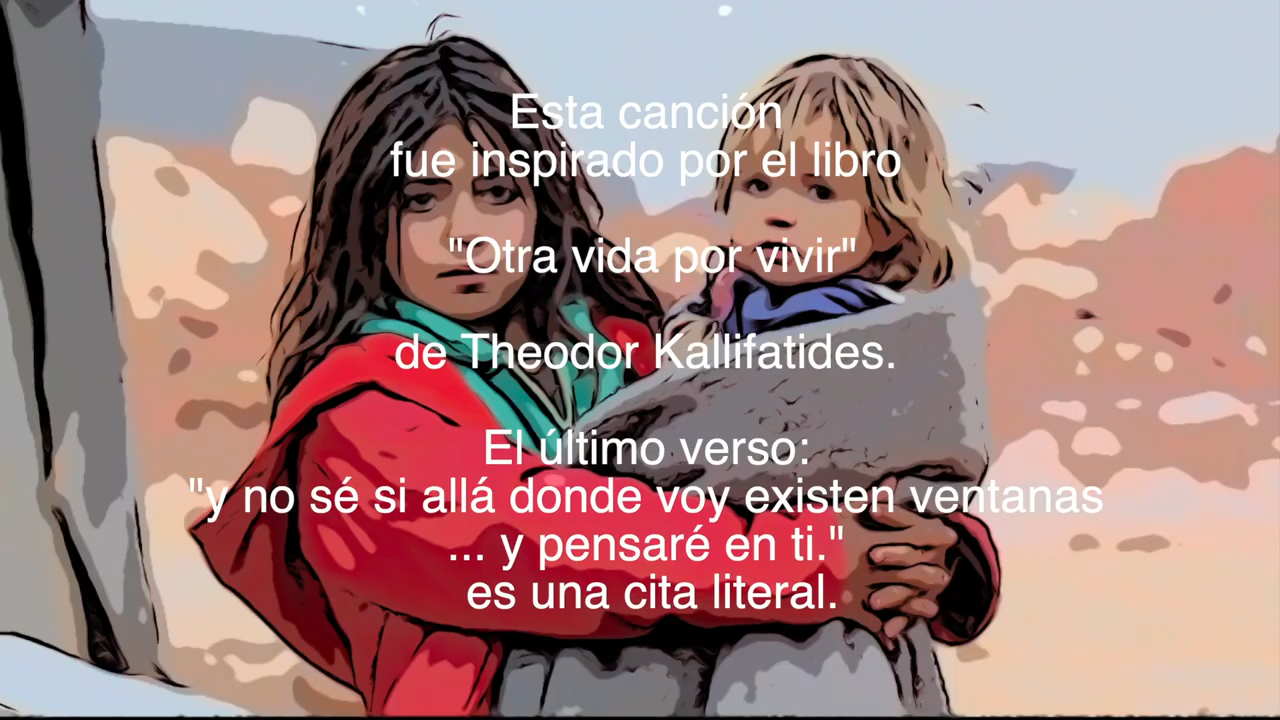 Esta canción
fue inspirado por el libro
"Otra vida por vivir"
de Theodor Kallifatides.
El último verso:
"y no sé si allá donde voy existen ventanas
... y pensaré en ti."
es una cita literal.